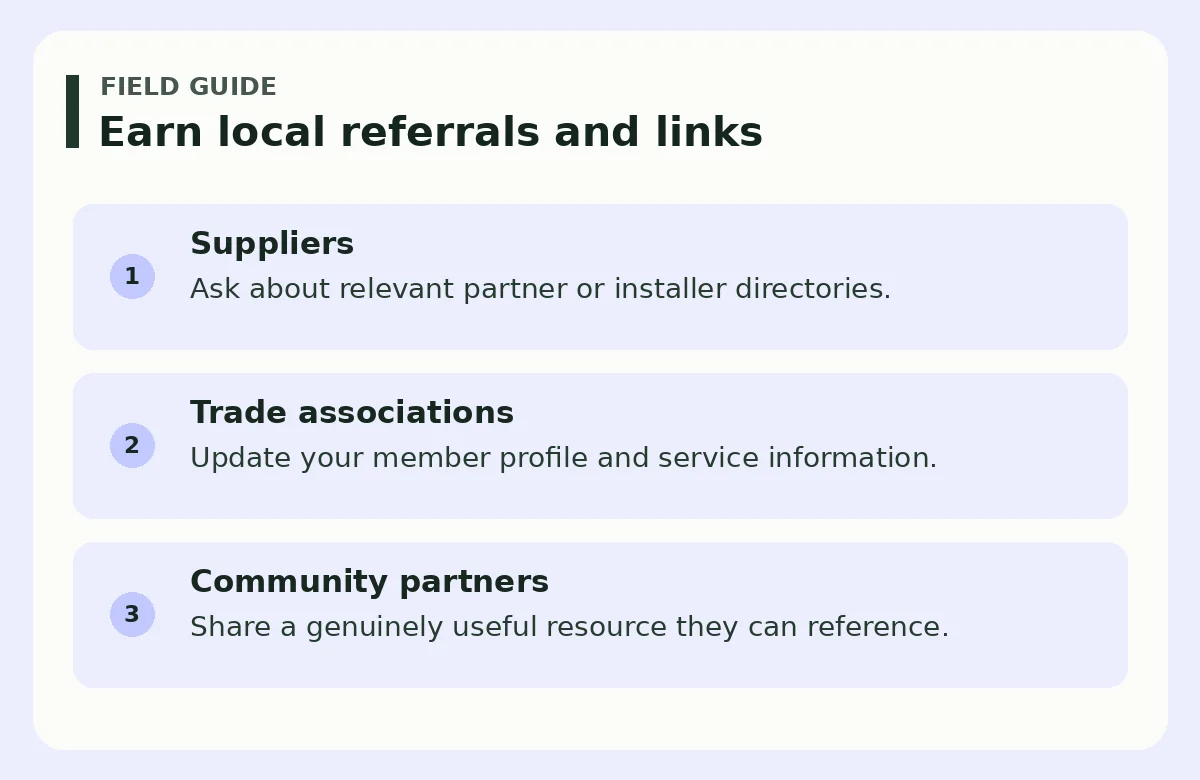 FIELD GUIDE
Earn local referrals and links
1
Suppliers
Ask about relevant partner or installer directories.
2
Trade associations
Update your member profile and service information.
3
Community partners
Share a genuinely useful resource they can reference.